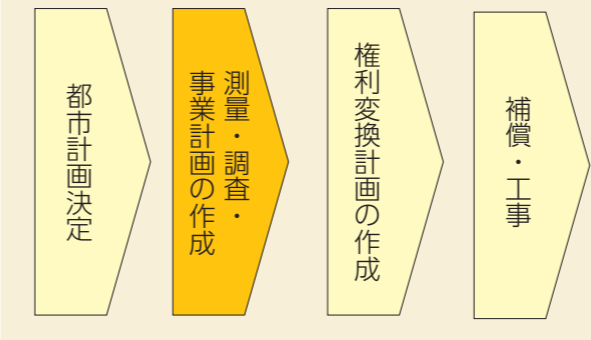 都市計画決定
測量・調査・
事業計画の作成
権利変換計画の作成
補償・工事